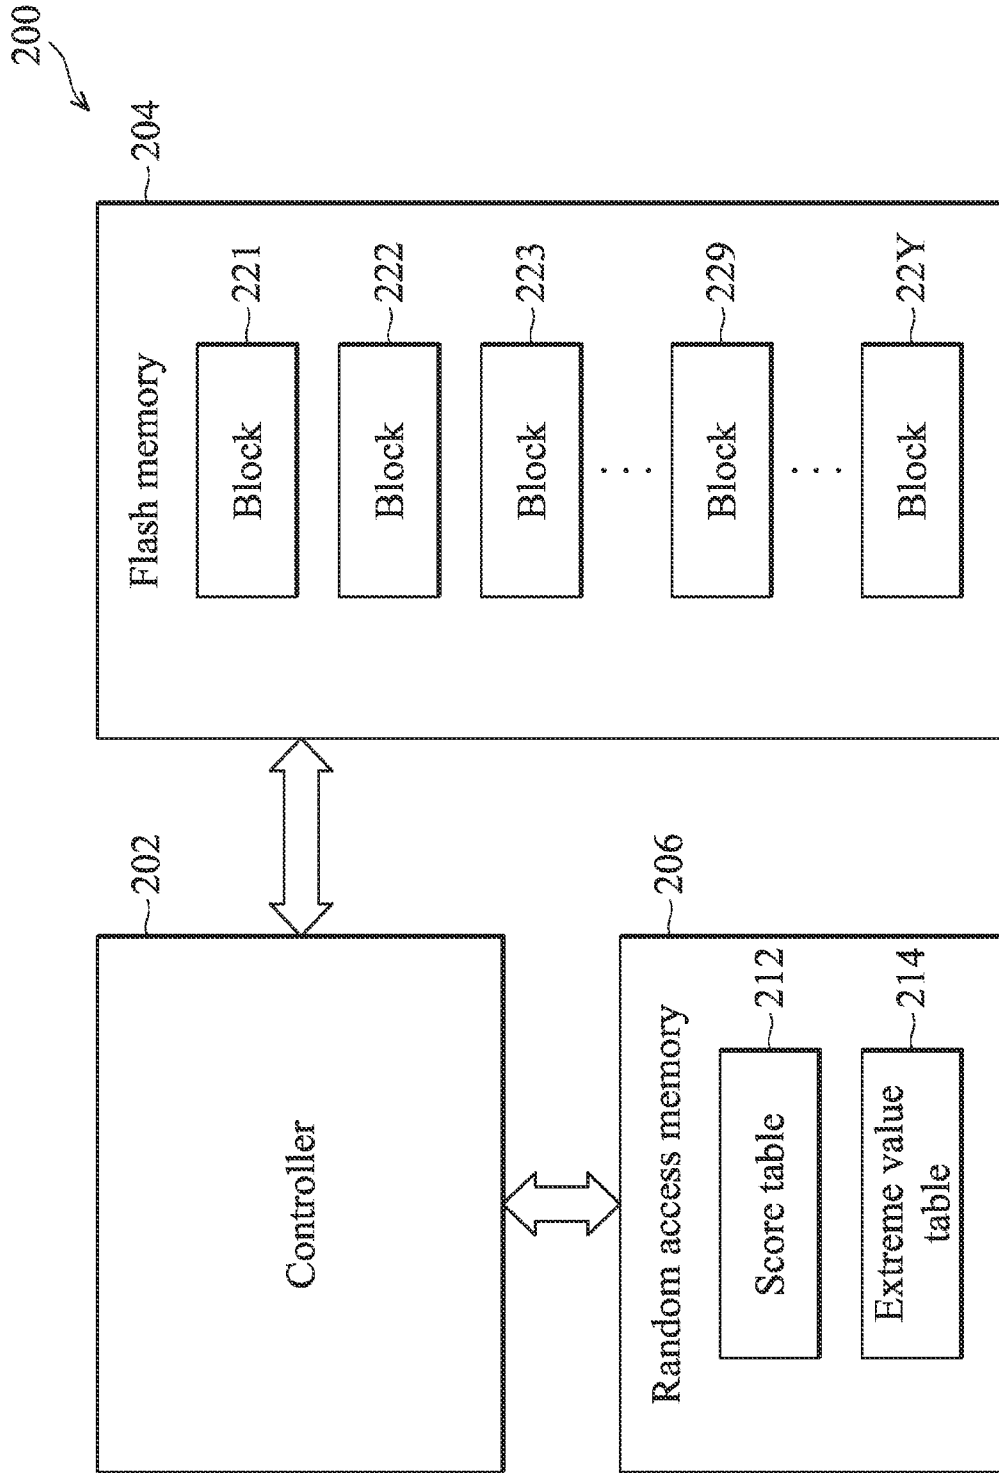 200
202
Controller
204
Flash memory
Block
221
Block
222
Block
223
. . .
Block
229
. . .
Block
22Y
206
Random access memory
212
Score table
214
Extreme value
table